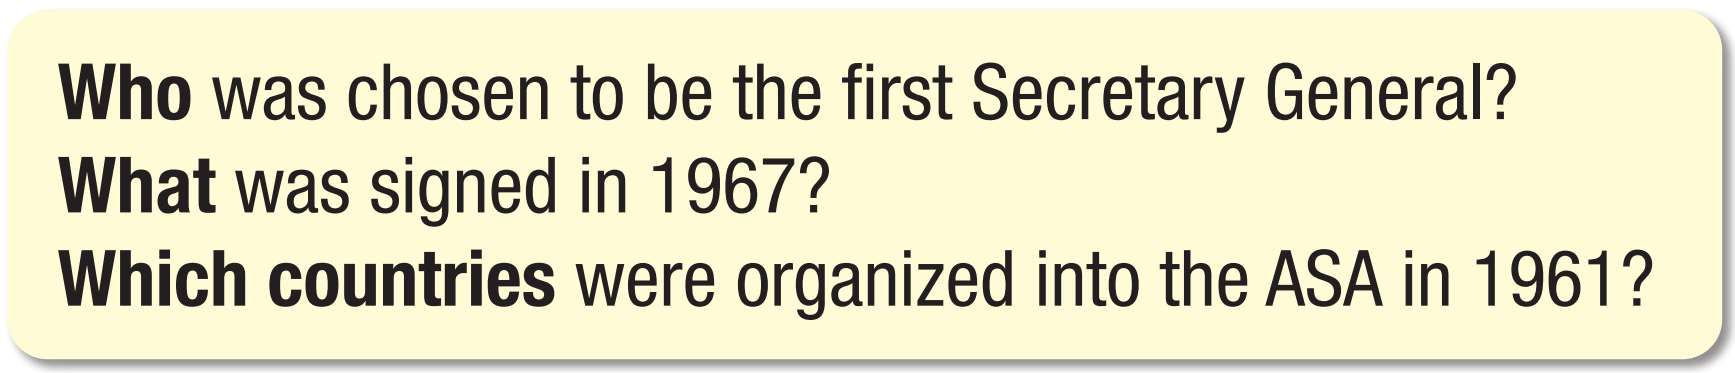 Who was chosen to be the first Secretary General?
What was signed in 1967?
Which countries were organized into the ASA in 1961?